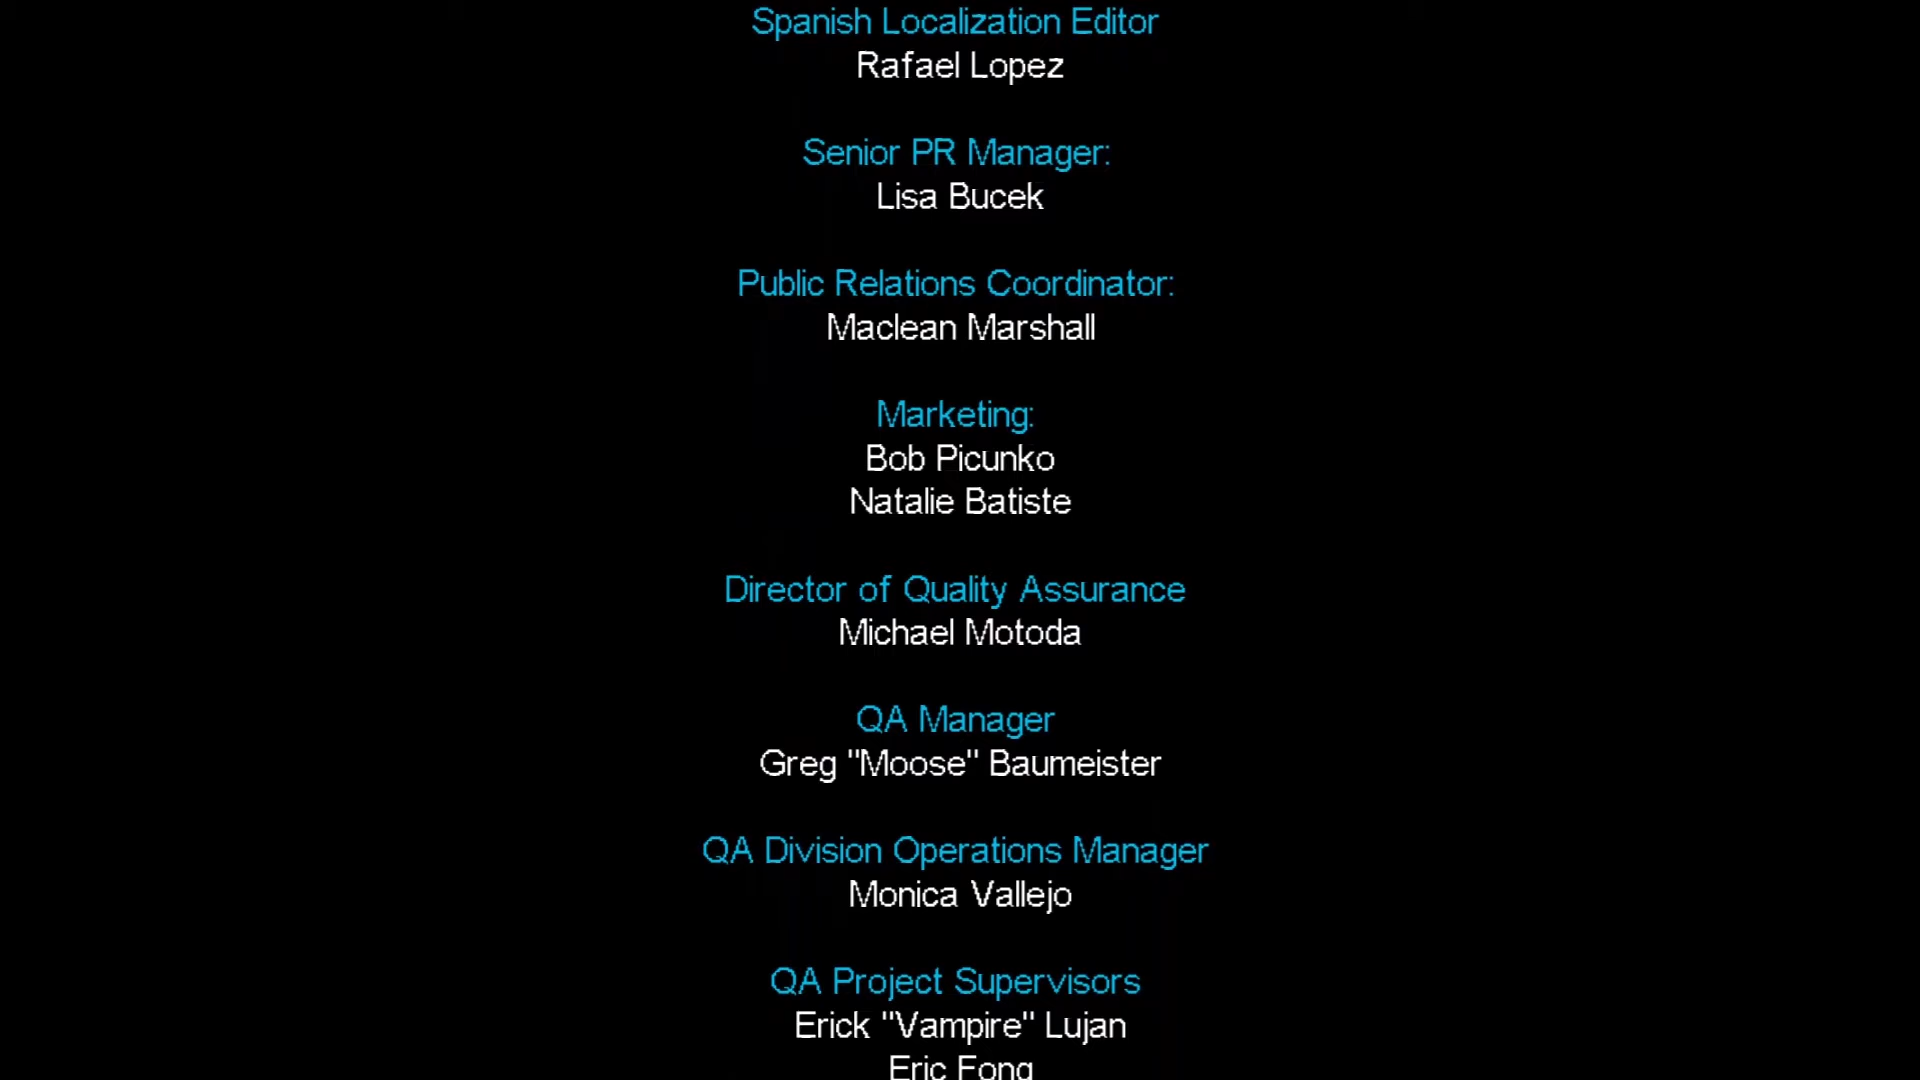 Spanish Localization Editor
Rafael Lopez
Senior PR Manager:
Lisa Bucek
Public Relations Coordinator:
Maclean Marshall
Marketing:
Bob Picunko
Natalie Batiste
Director of Quality Assurance
Michael Motoda
QA Manager
Greg "Moose" Baumeister
QA Division Operations Manager
Monica Vallejo
QA Project Supervisors
Erick "Vampire" Lujan
Eric Fong